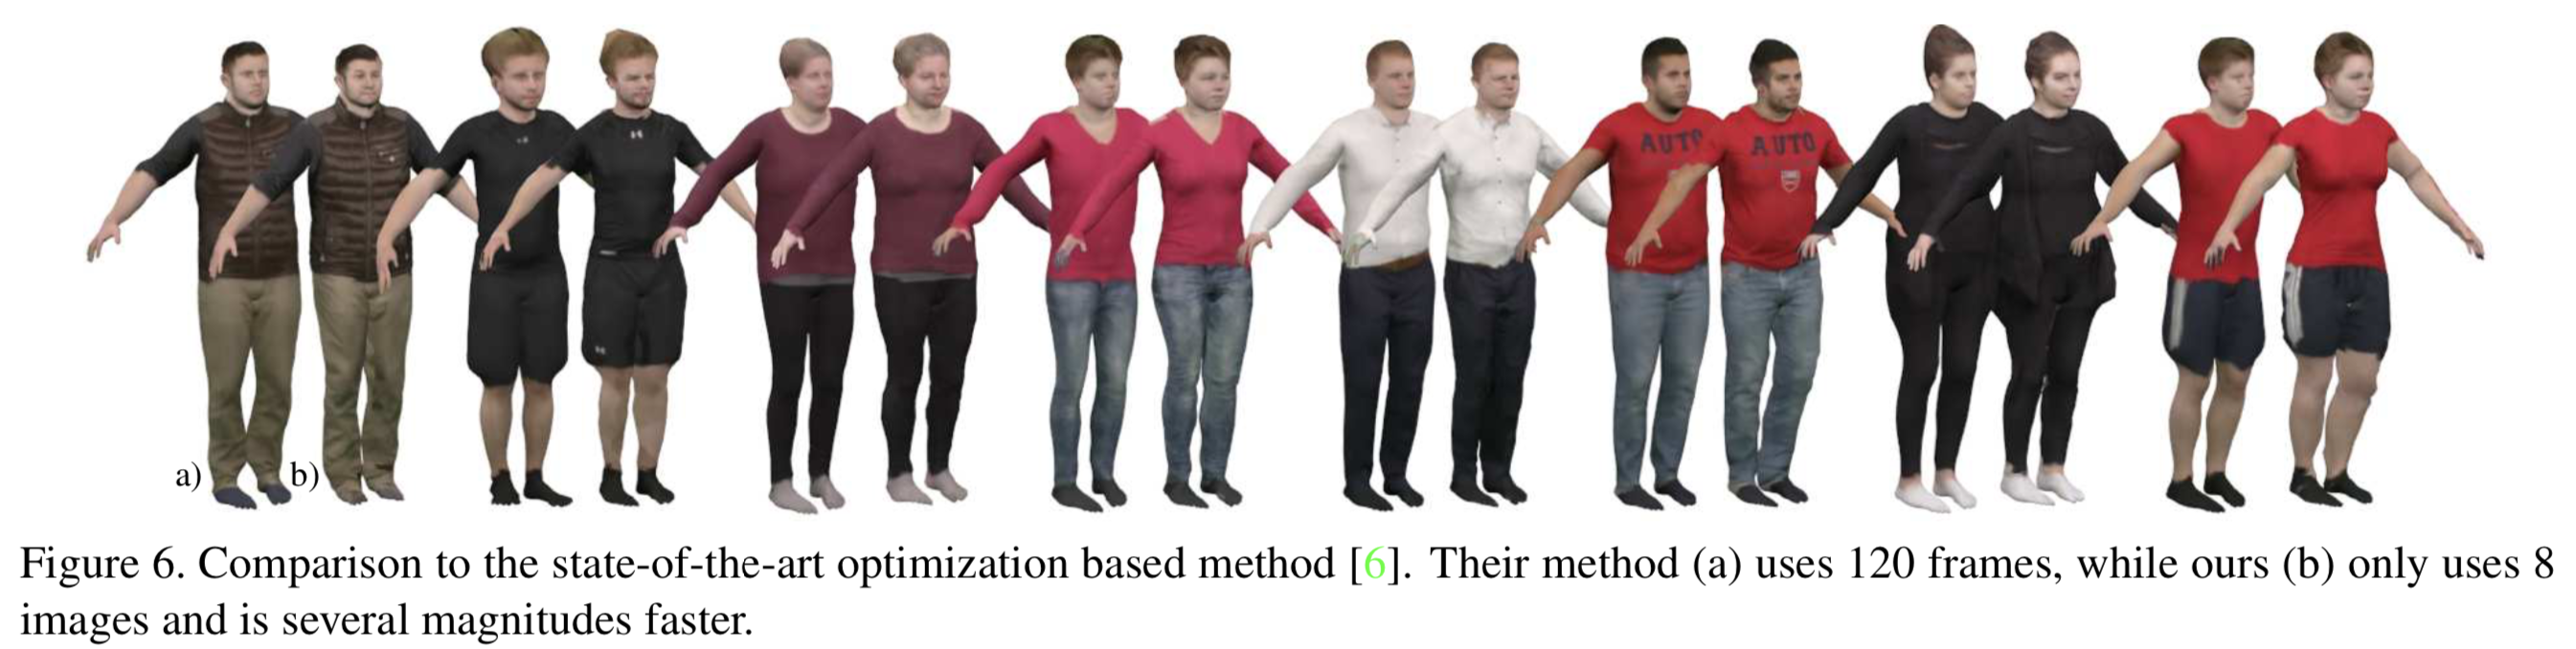 AUTO
AUTO
a)
b)
Figure 6. Comparison to the state-of-the-art optimization based method [6]. Their method (a) uses 120 frames, while ours (b) only uses 8
images and is several magnitudes faster.